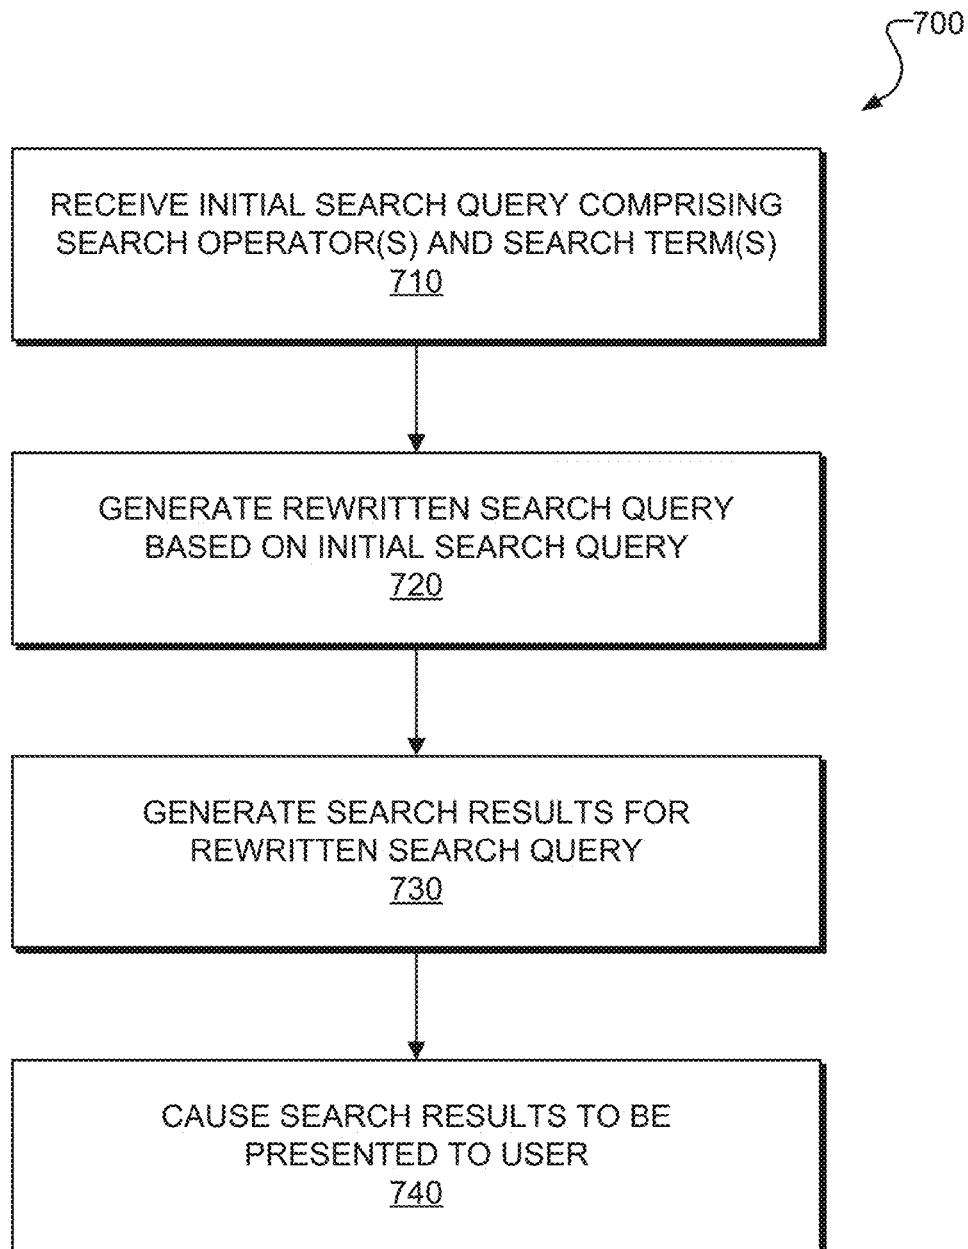 700
RECEIVE INITIAL SEARCH QUERY COMPRISING
SEARCH OPERATOR(S) AND SEARCH TERM(S)
710
GENERATE REWRITTEN SEARCH QUERY
BASED ON INITIAL SEARCH QUERY
720
GENERATE SEARCH RESULTS FOR
REWRITTEN SEARCH QUERY
730
CAUSE SEARCH RESULTS TO BE
PRESENTED TO USER
740